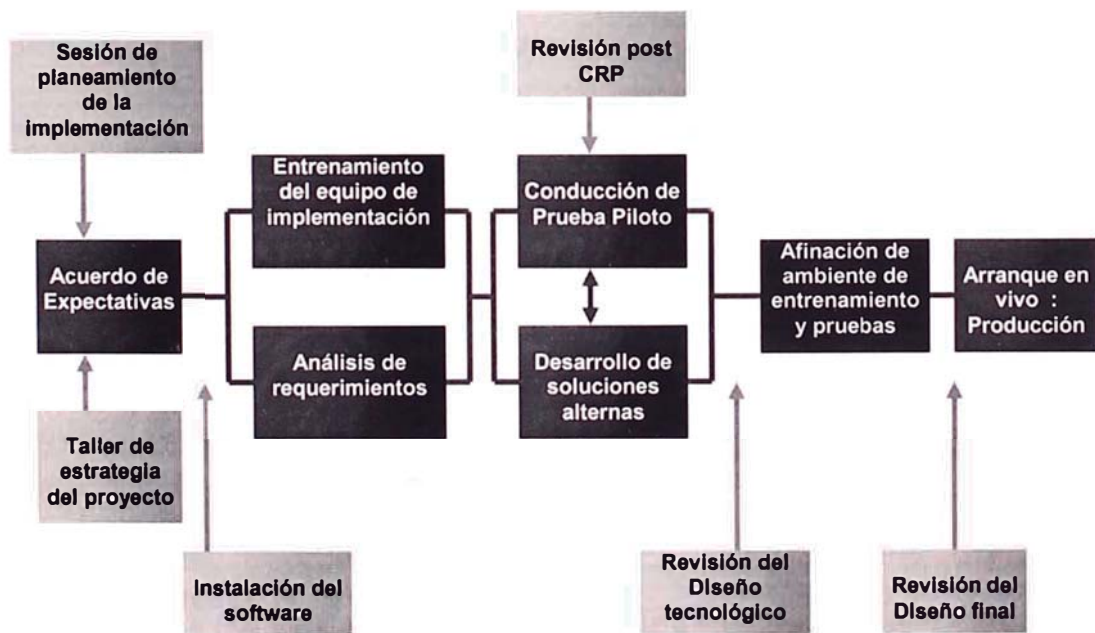 Sesión de
planeamiento
de la
implementación
Revisión post
CRP
Entrenamiento
del equipo de
implementación
Conducción de
Prueba Piloto
Acuerdo de
Expectativas
Afinación de
ambiente de
entrenamiento
y pruebas
Arranque en
vivo :
Producción
Análisis de
requerimientos
Desarrollo de
soluciones
alternas
Taller de
estrategia
del proyecto
Instalación del
software
Revisión del
Diseño
tecnológico
Revisión del
Diseño final